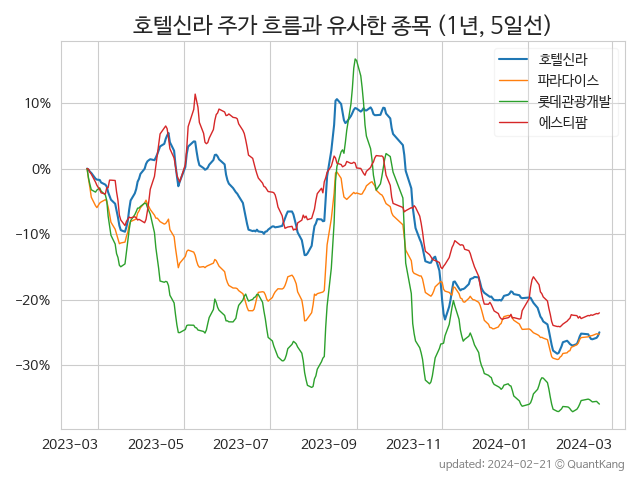 호텔신라 주가 흐름과 유사한 종목 (1년, 5일선)
호텔신라
파라다이스
롯데관광개발
에스티팜
10%
0%
−10%
−20%
−30%
2023-03 2023-05 2023-07 2023-09 2023-11 2024-01 2024-03
updated: 2024-02-21 © QuantKang